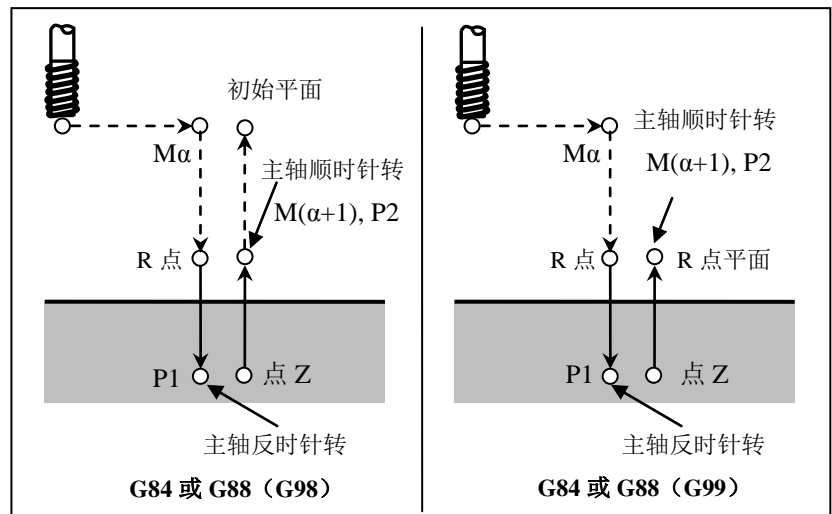 初始平面
Mα
主轴顺时针转
M(α+1), P2
R 点
P1
点 Z
主轴反时针转
G84 或 G88（G98）
主轴顺时针转
Mα
M(α+1), P2
R 点
R 点平面
P1
点 Z
主轴反时针转
G84 或 G88（G99）